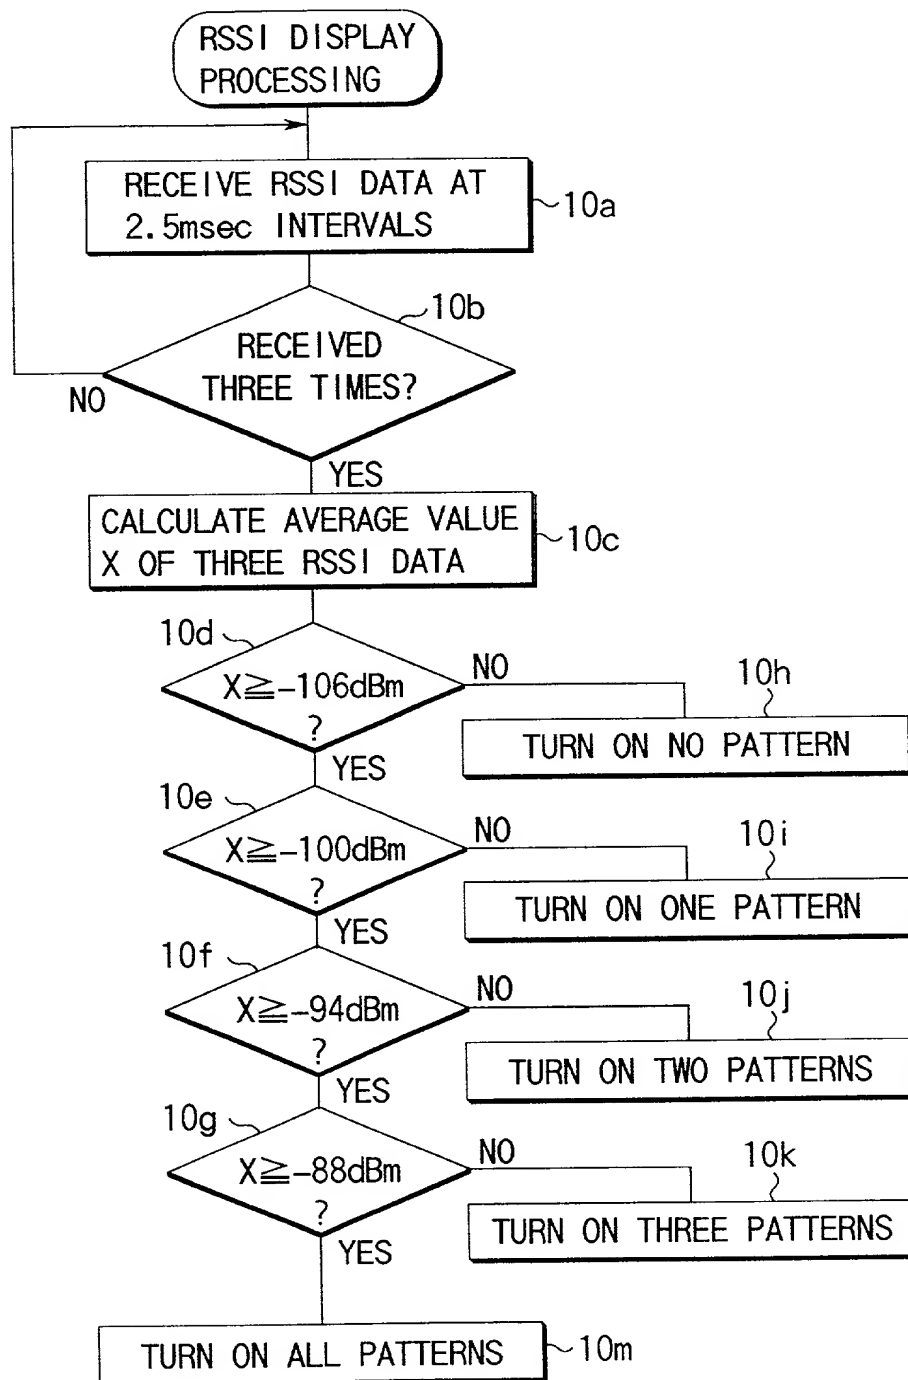 RSSI DISPLAY
PROCESSING
RECEIVE RSSI DATA AT
2.5msec INTERVALS
10a
10b
RECEIVED
THREE TIMES?
NO
YES
CALCULATE AVERAGE VALUE
X OF THREE RSSI DATA
10c
10d
X≧-106dBm
?
NO
10h
TURN ON NO PATTERN
YES
10e
X≧-100dBm
?
NO
10i
TURN ON ONE PATTERN
YES
10f
X≧-94dBm
?
NO
10j
TURN ON TWO PATTERNS
YES
10g
X≧-88dBm
?
NO
10k
TURN ON THREE PATTERNS
YES
TURN ON ALL PATTERNS
10m